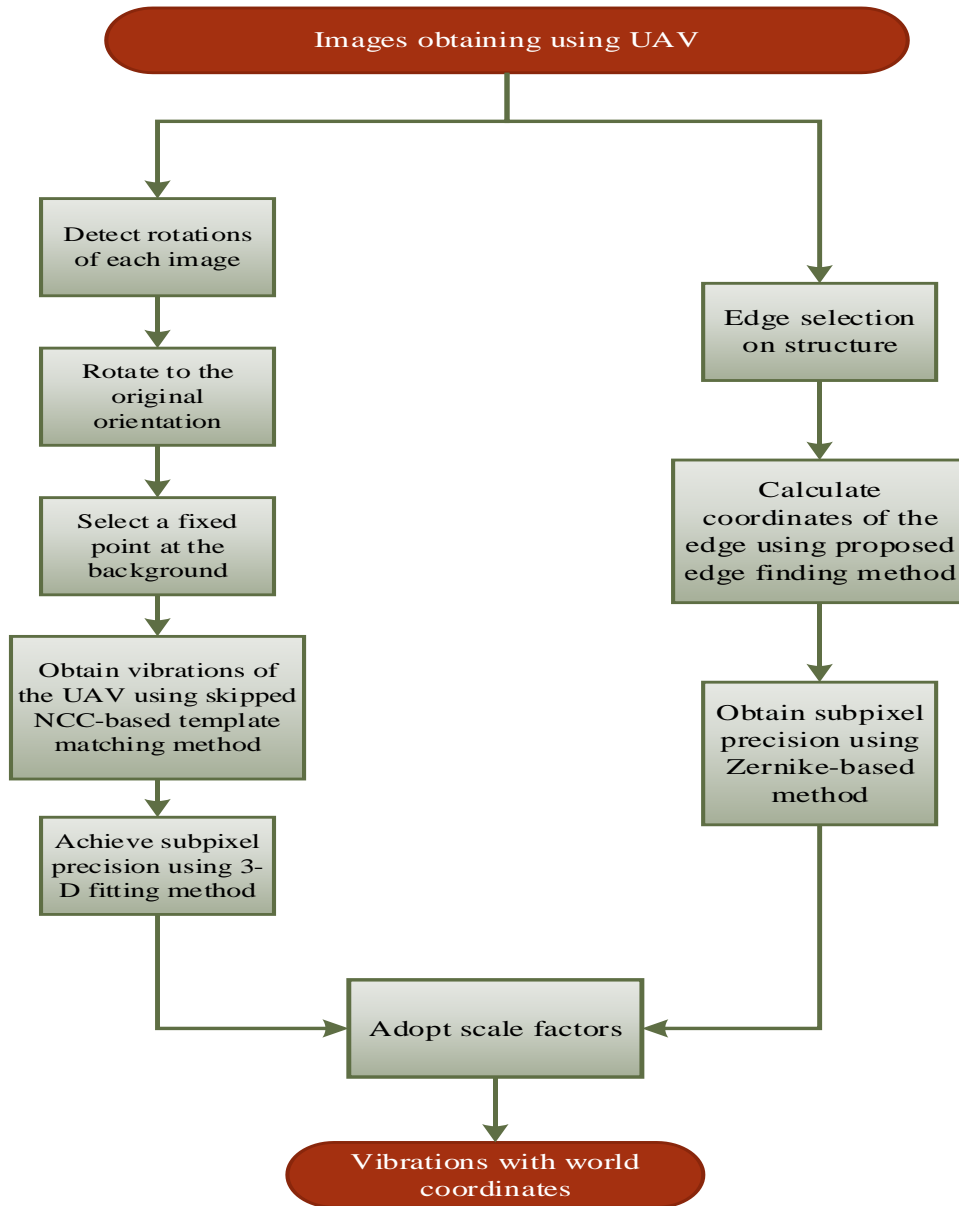 Images obtaining using UAV
Detect rotations
of each image
Rotate to the
original
orientation
Select a fixed
point at the
background
Obtain vibrations of
the UAV using skipped
NCC-based template
matching method
Achieve subpixel
precision using 3-
D fitting method
Edge selection
on structure
Calculate
coordinates of the
edge using proposed
edge finding method
Obtain subpixel
precision using
Zernike-based
method
Adopt scale factors
Vibrations with world
coordinates